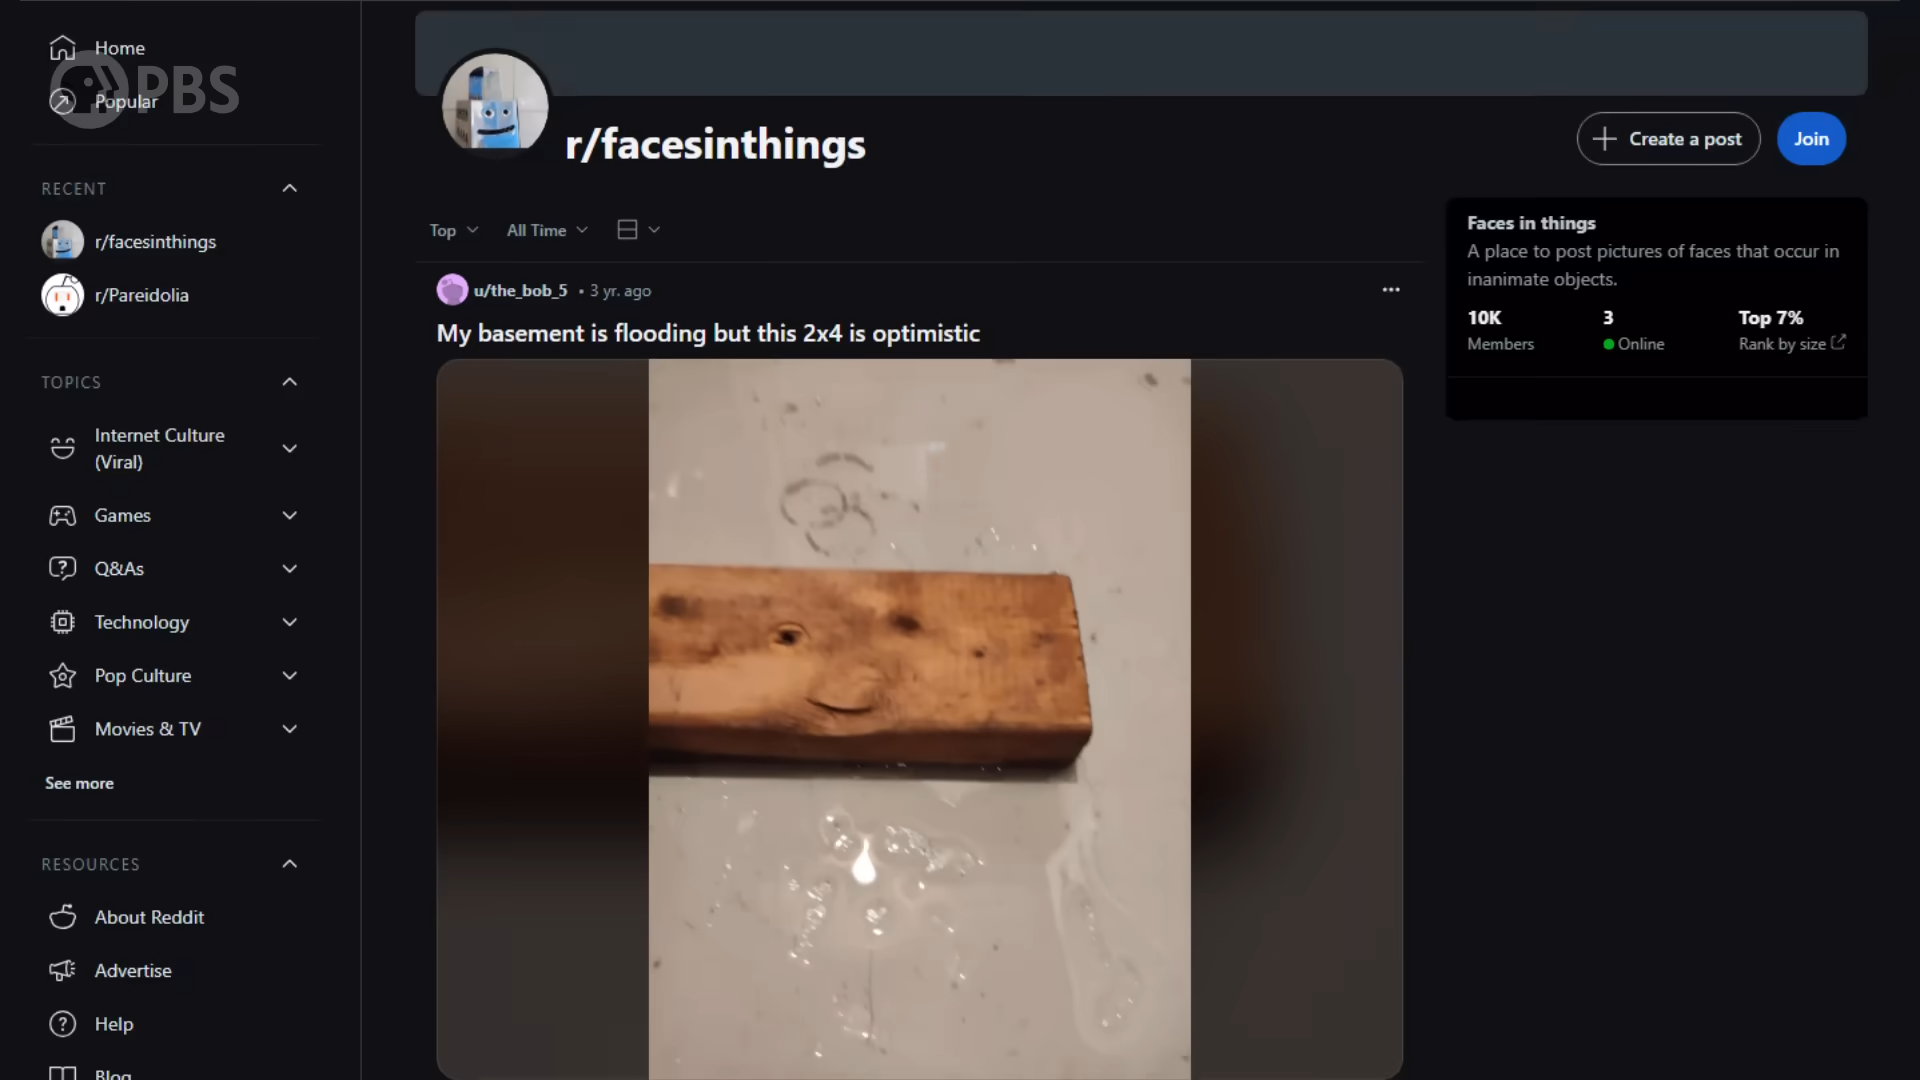 Home
PBS
Popular
RECENT
r/facesinthings
r/Pareidolia
TOPICS
Internet Culture
(Viral)
Games
Q&As
Technology
Pop Culture
Movies & TV
See more
RESOURCES
About Reddit
Advertise
Help
Blog
r/facesinthings
Create a post
Join
Top
All Time
u/the_bob_5 • 3 yr. ago
My basement is flooding but this 2x4 is optimistic
Faces in things
A place to post pictures of faces that occur in
inanimate objects.
10K
Members
3
Online
Top 7%
Rank by size